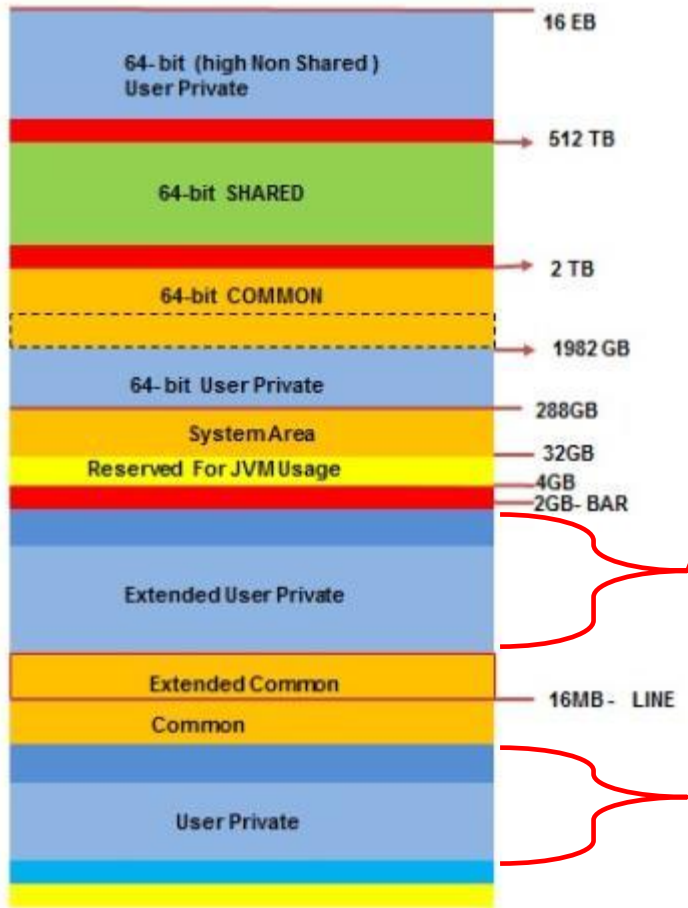 16 EB
64- bit (high Non Shared )
User Private
512 TB
64-bit SHARED
2 TB
64-bit COMMON
1982 GB
64- bit User Private
288GB
System Area
32GB
Reserved For JVM Usage
4GB
2GB- BAR
Extended User Private
Extended Common
16MB - LINE
Common
User Private